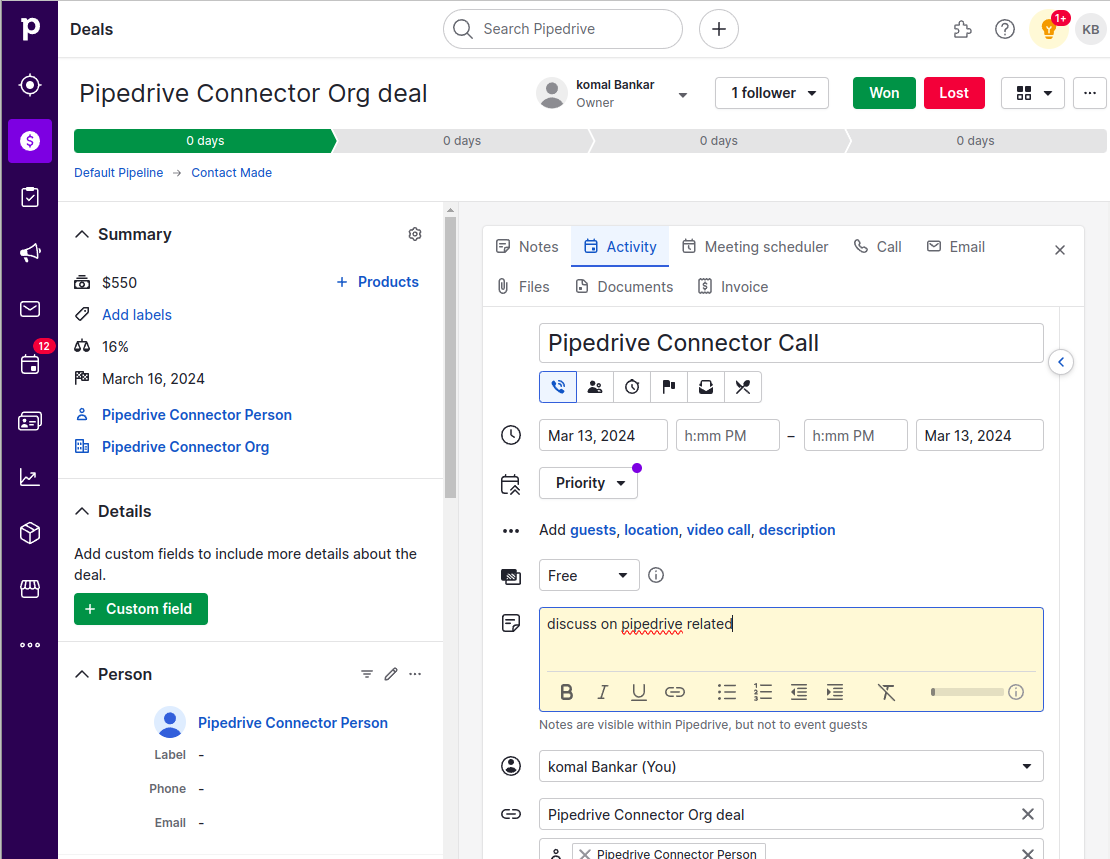 p Deals Search Pipedrive 1+ KB
Pipedrive Connector Org deal
komal Bankar
Owner
1 follower Won Lost
0 days 0 days 0 days 0 days
Default Pipeline → Contact Made
12
Summary
$550 + Products
Add labels
16%
March 16, 2024
Pipedrive Connector Person
Pipedrive Connector Org
Details
Add custom fields to include more details about the
deal.
+ Custom field
Person
Pipedrive Connector Person
Label -
Phone -
Email -
Notes Activity Meeting scheduler Call Email
Files Documents Invoice
Pipedrive Connector Call
Mar 13, 2024 h:mm PM – h:mm PM Mar 13, 2024
Priority
Add guests, location, video call, description
Free
discuss on pipedrive related
B I U
Notes are visible within Pipedrive, but not to event guests
komal Bankar (You)
Pipedrive Connector Org deal
Pipedrive Connector Person